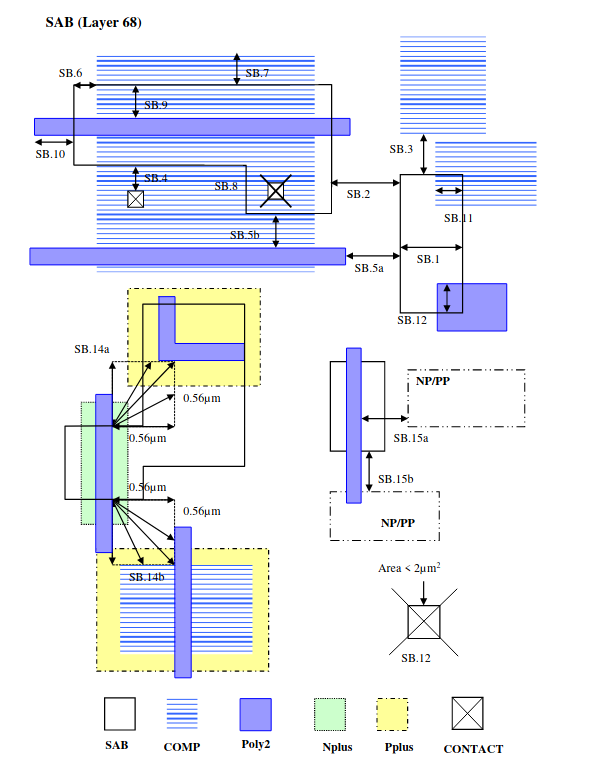 SAB (Layer 68)
SB.6
SB.7
SB.9
SB.10
SB.3
SB.4
SB.8
SB.2
SB.11
SB.5b
SB.5a
SB.1
SB.12
SB.14a
0.56µm
0.56µm
NP/PP
SB.15a
0.56µm
0.56µm
SB.15b
NP/PP
SB.14b
Area < 2µm²
SB.12
SAB
COMP
Poly2
Nplus
Pplus
CONTACT